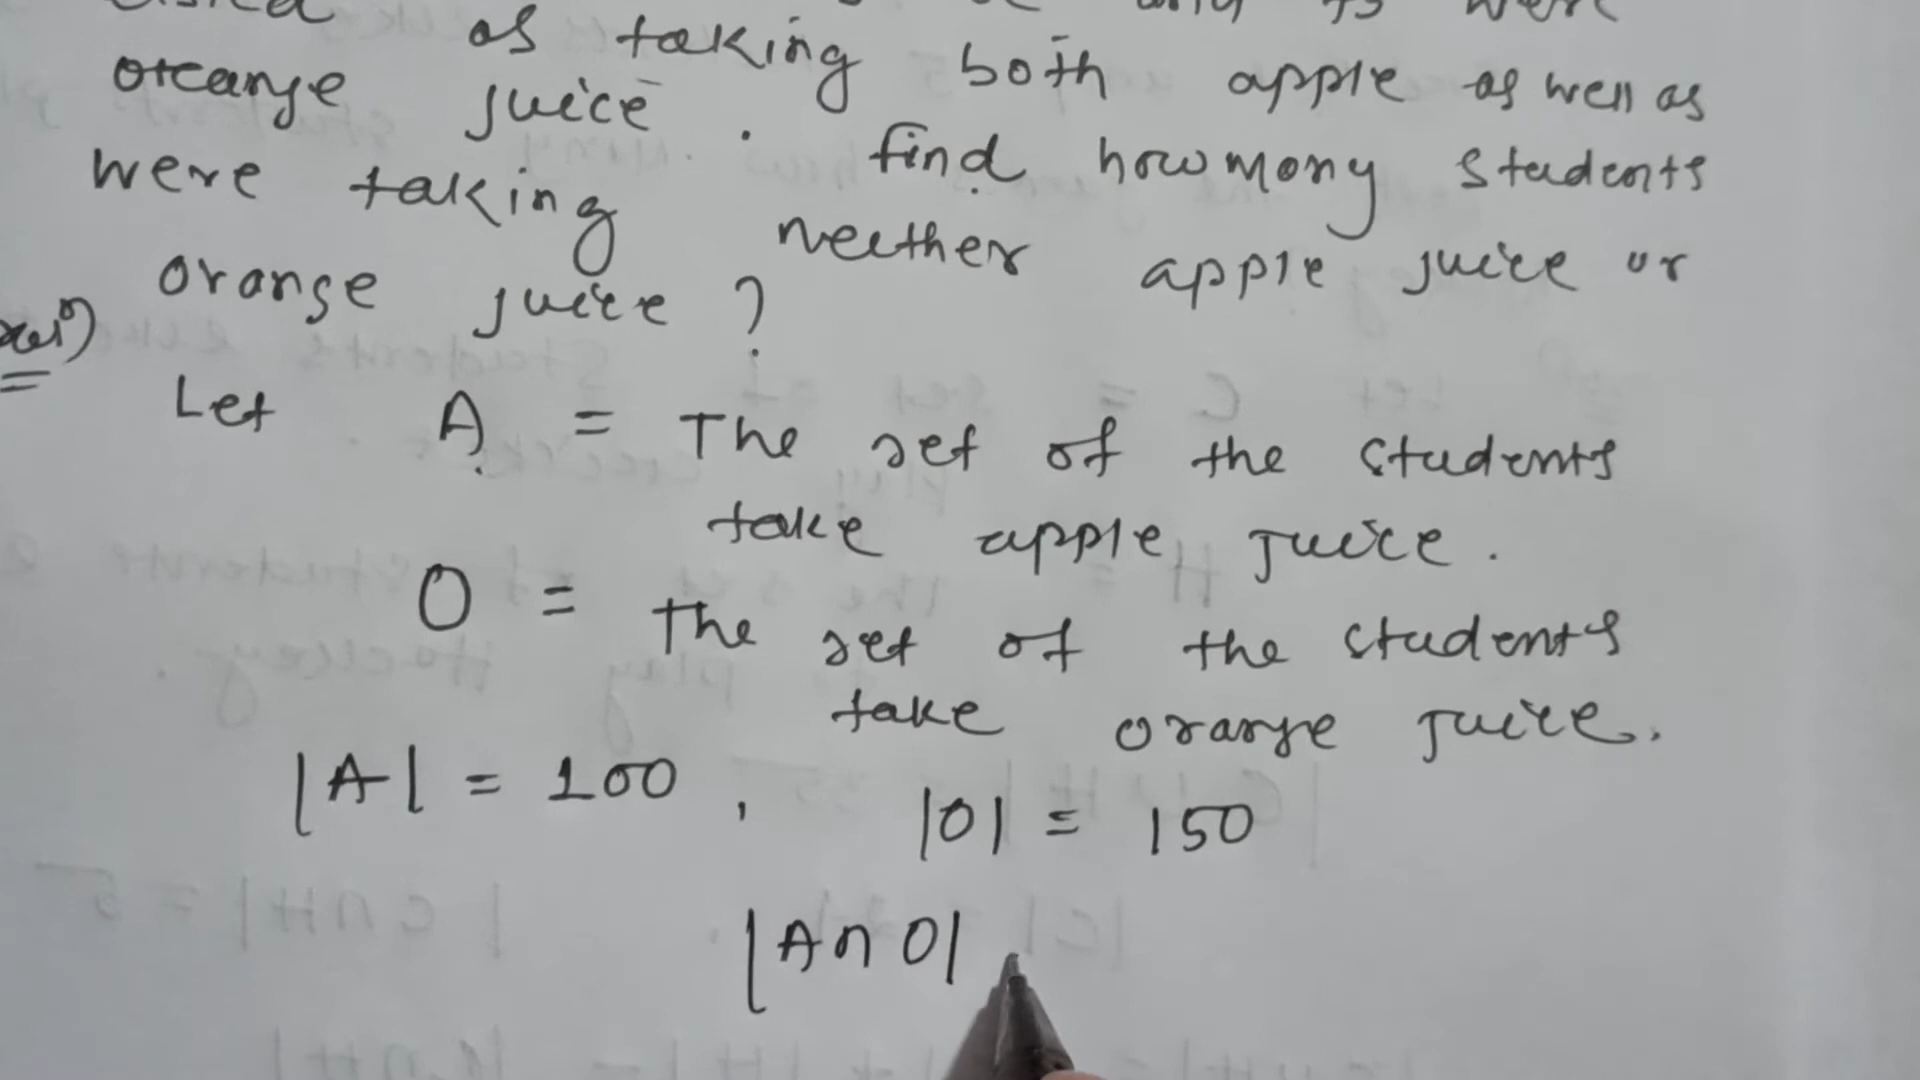 as taking both apple as well as
orange juice. find how many students
were taking neither apple juice or
orange juice ?
Let A = The set of the students
take apple juice.
O = The set of the students
take orange juice.
|A| = 100, |O| = 150
|A∩O|